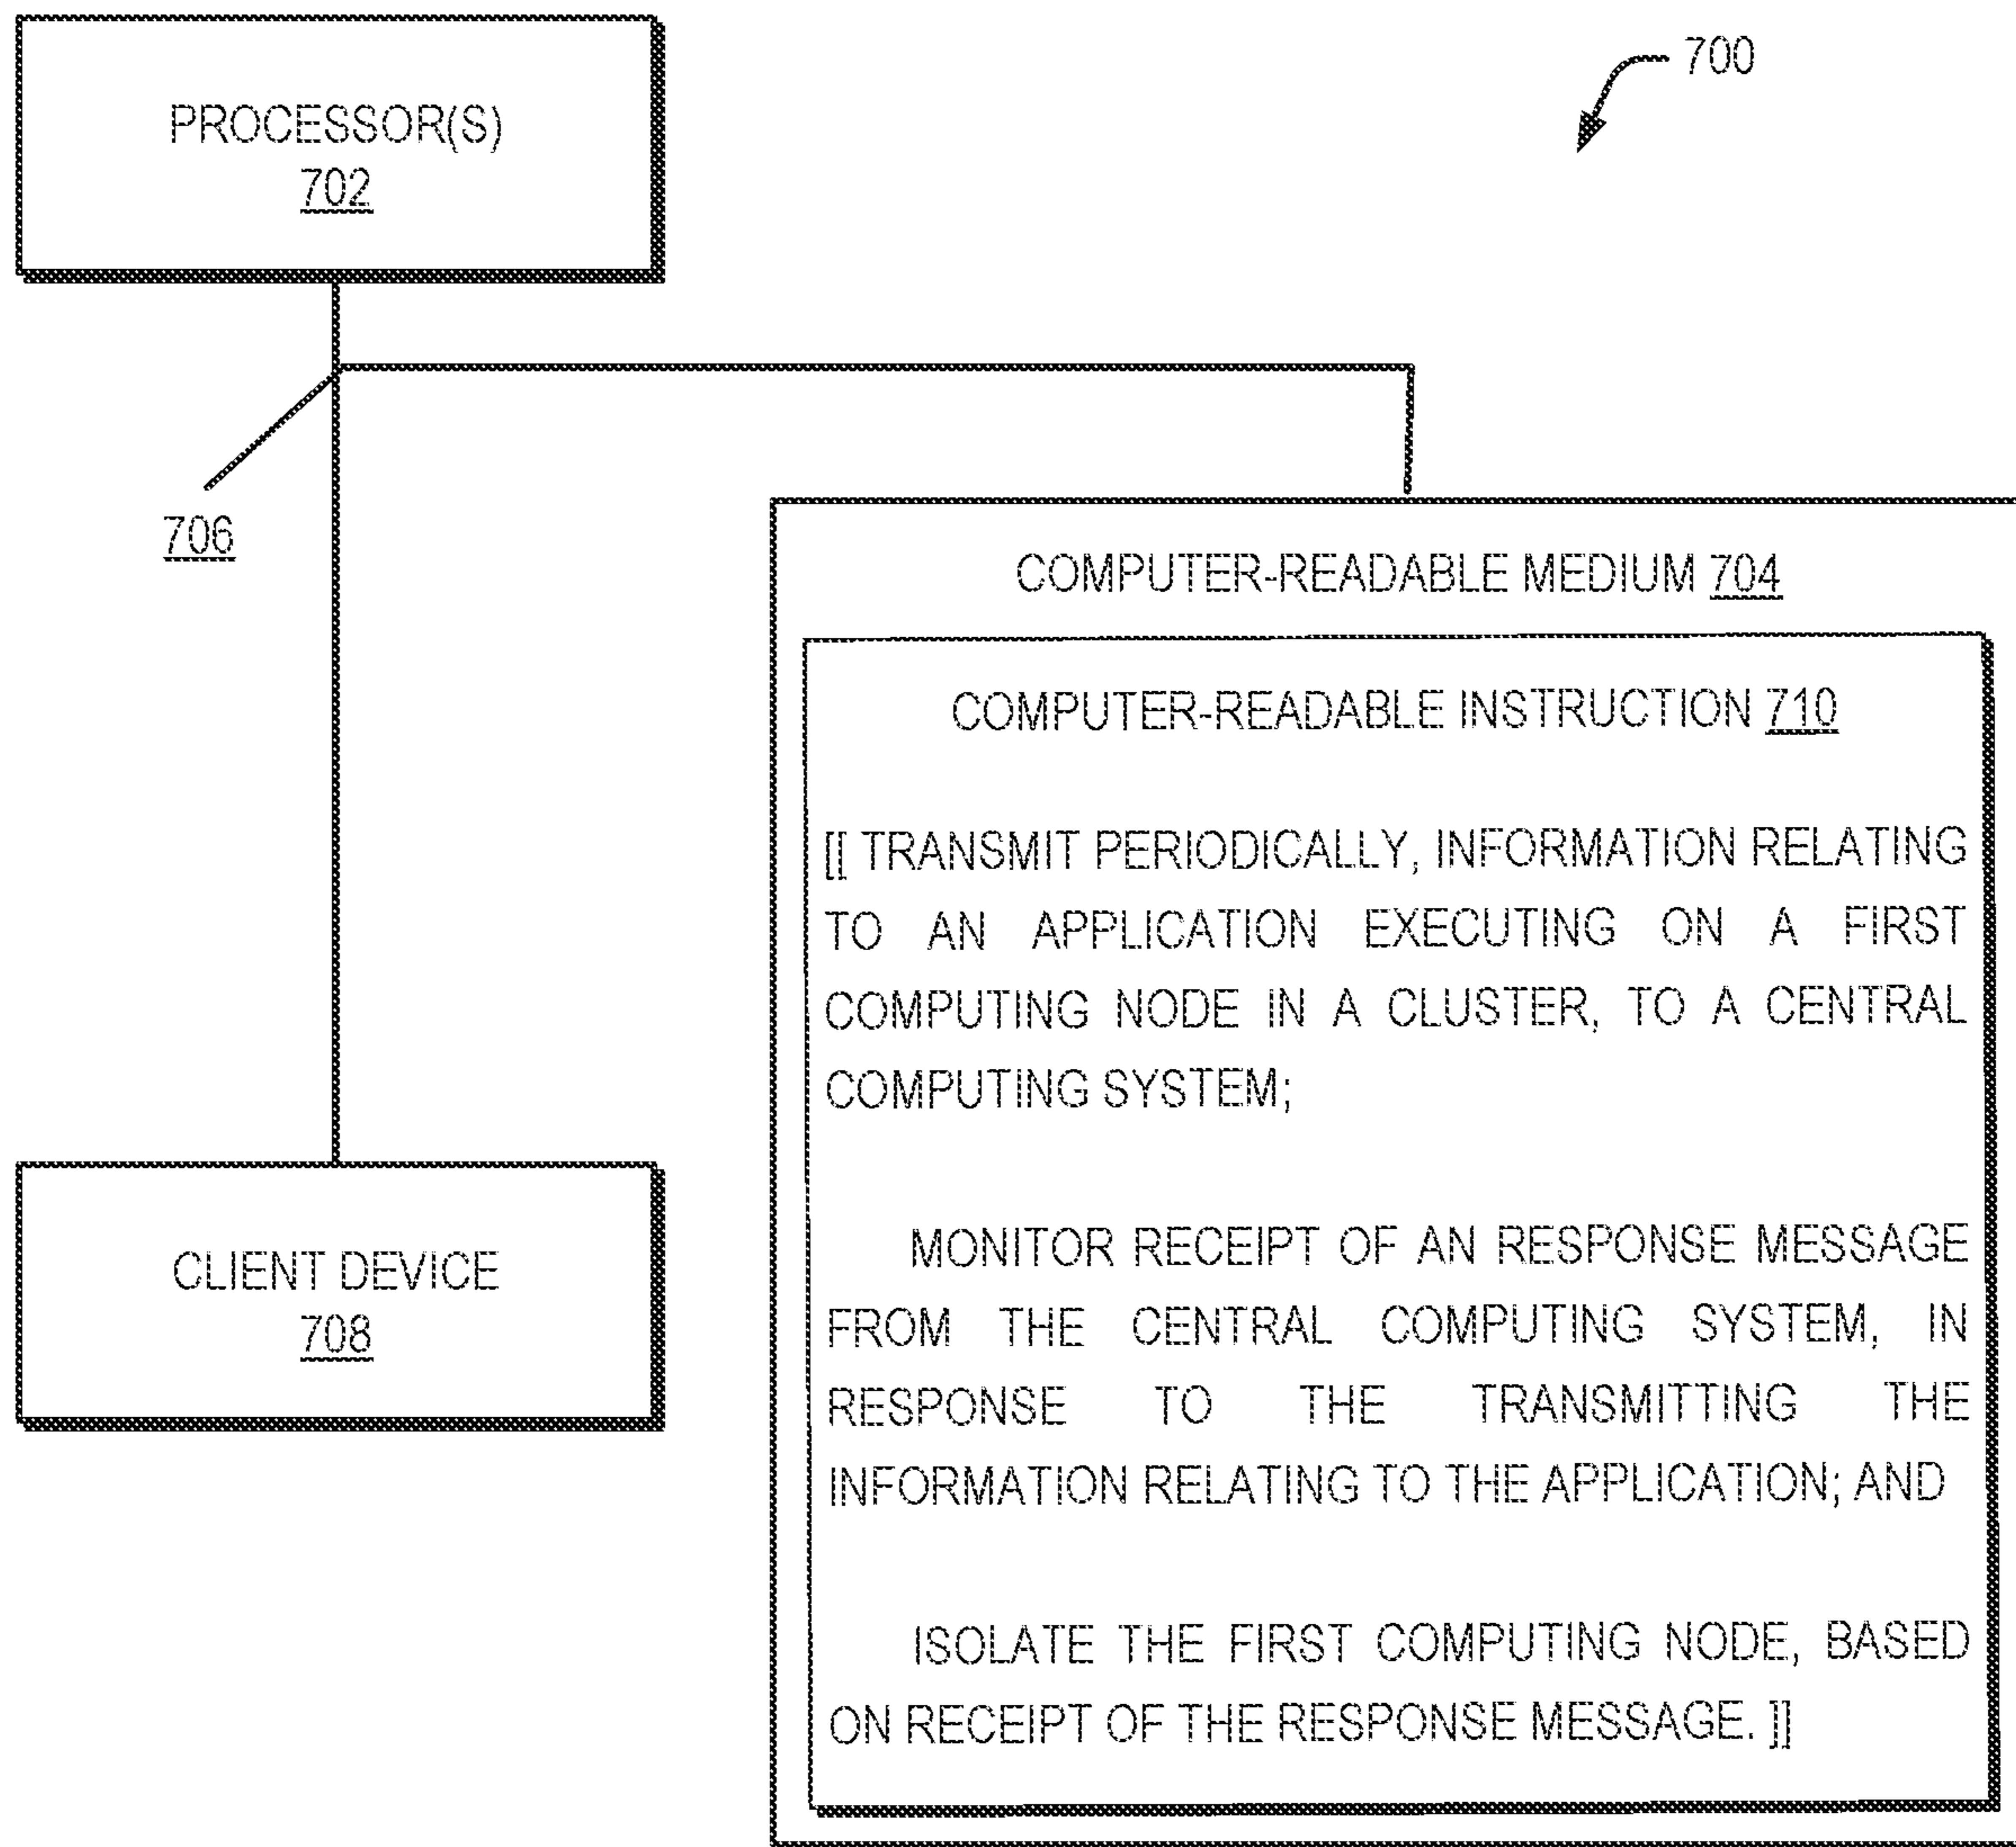 700
PROCESSOR(S)
702
706
COMPUTER-READABLE MEDIUM 704
COMPUTER-READABLE INSTRUCTION 710
[[ TRANSMIT PERIODICALLY, INFORMATION RELATING
TO AN APPLICATION EXECUTING ON A FIRST
COMPUTING NODE IN A CLUSTER, TO A CENTRAL
COMPUTING SYSTEM;
MONITOR RECEIPT OF AN RESPONSE MESSAGE
FROM THE CENTRAL COMPUTING SYSTEM, IN
RESPONSE TO THE TRANSMITTING THE
INFORMATION RELATING TO THE APPLICATION; AND
ISOLATE THE FIRST COMPUTING NODE, BASED
ON RECEIPT OF THE RESPONSE MESSAGE. ]]
CLIENT DEVICE
708